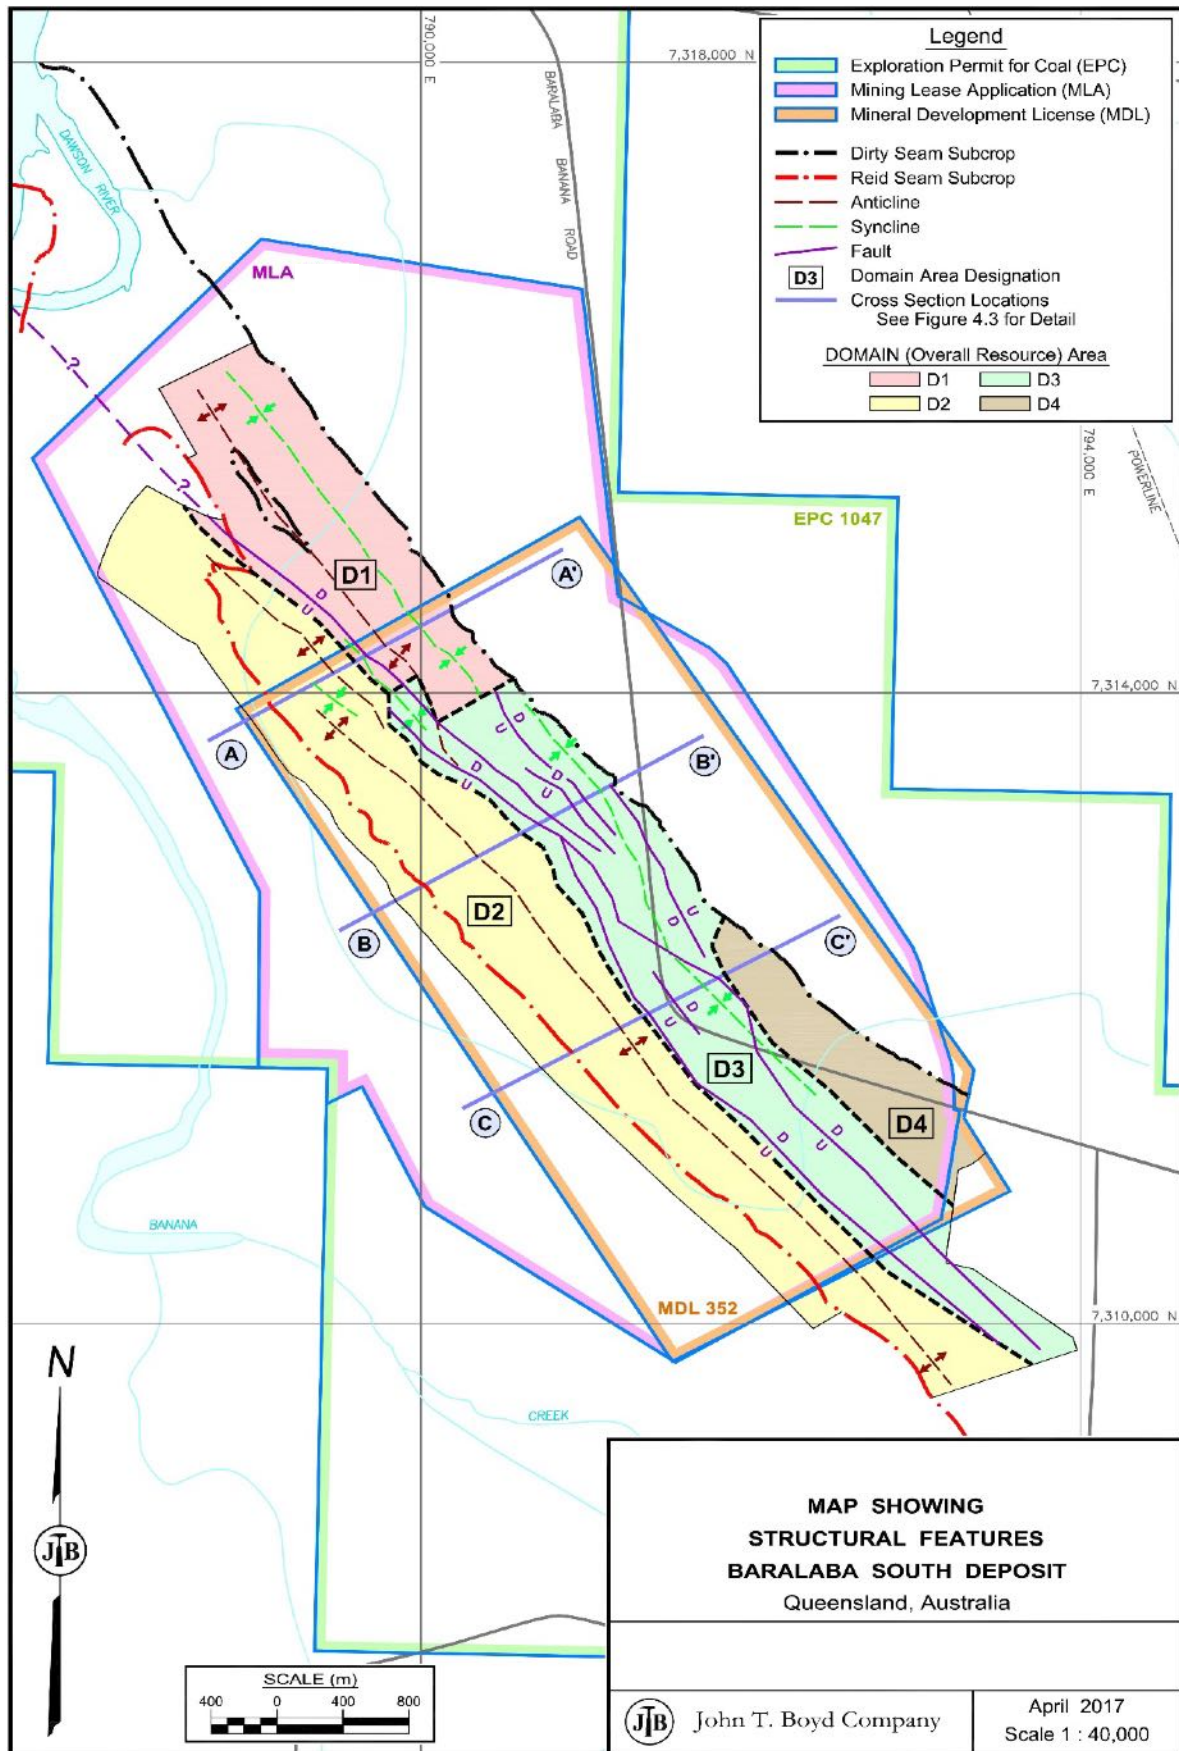 790,000 E
7,318,000 N
Legend
Exploration Permit for Coal (EPC)
Mining Lease Application (MLA)
Mineral Development License (MDL)
Dirty Seam Subcrop
Reid Seam Subcrop
Anticline
Syncline
Fault
D3 Domain Area Designation
Cross Section Locations
See Figure 4.3 for Detail
DOMAIN (Overall Resource) Area
D1 D3
D2 D4
BARALABA BANANA ROAD
DAWSON RIVER
MLA
?
?
794,000 E
POWERLINE
EPC 1047
D1
A'
D
U
7,314,000 N
A
D
U
B'
D
U
D
U
D2
B
U
D
C'
D
U
D3
C
D4
D
U
D
U
BANANA
MDL 352
7,310,000 N
N
CREEK
JTB
MAP SHOWING
STRUCTURAL FEATURES
BARALABA SOUTH DEPOSIT
Queensland, Australia
SCALE (m)
400 0 400 800
JTB John T. Boyd Company
April 2017
Scale 1 : 40,000